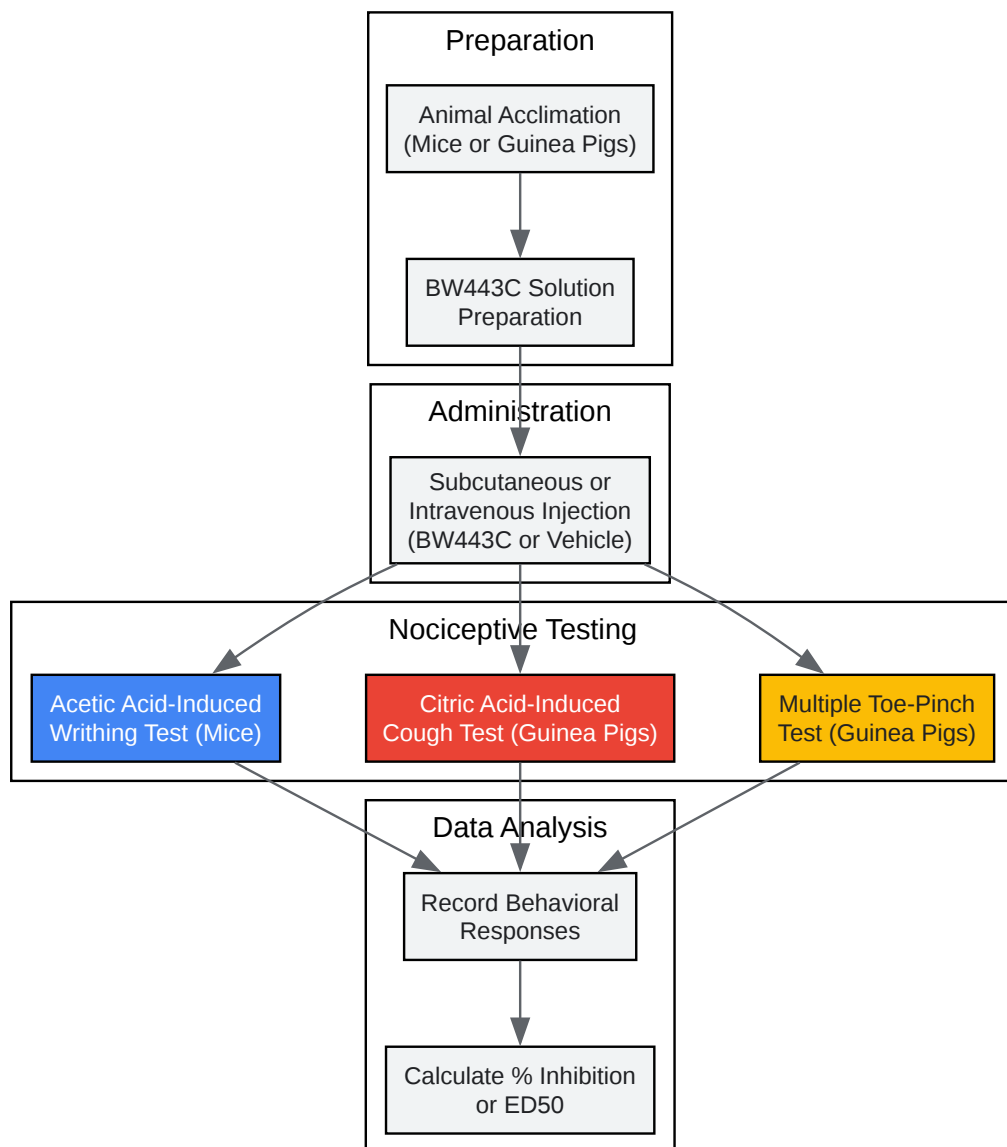 Preparation
Animal Acclimation
(Mice or Guinea Pigs)
BW443C Solution
Preparation
Administration
Subcutaneous or
Intravenous Injection
(BW443C or Vehicle)
Nociceptive Testing
Acetic Acid-Induced
Writhing Test (Mice)
Citric Acid-Induced
Cough Test (Guinea Pigs)
Multiple Toe-Pinch
Test (Guinea Pigs)
Data Analysis
Record Behavioral
Responses
Calculate % Inhibition
or ED50